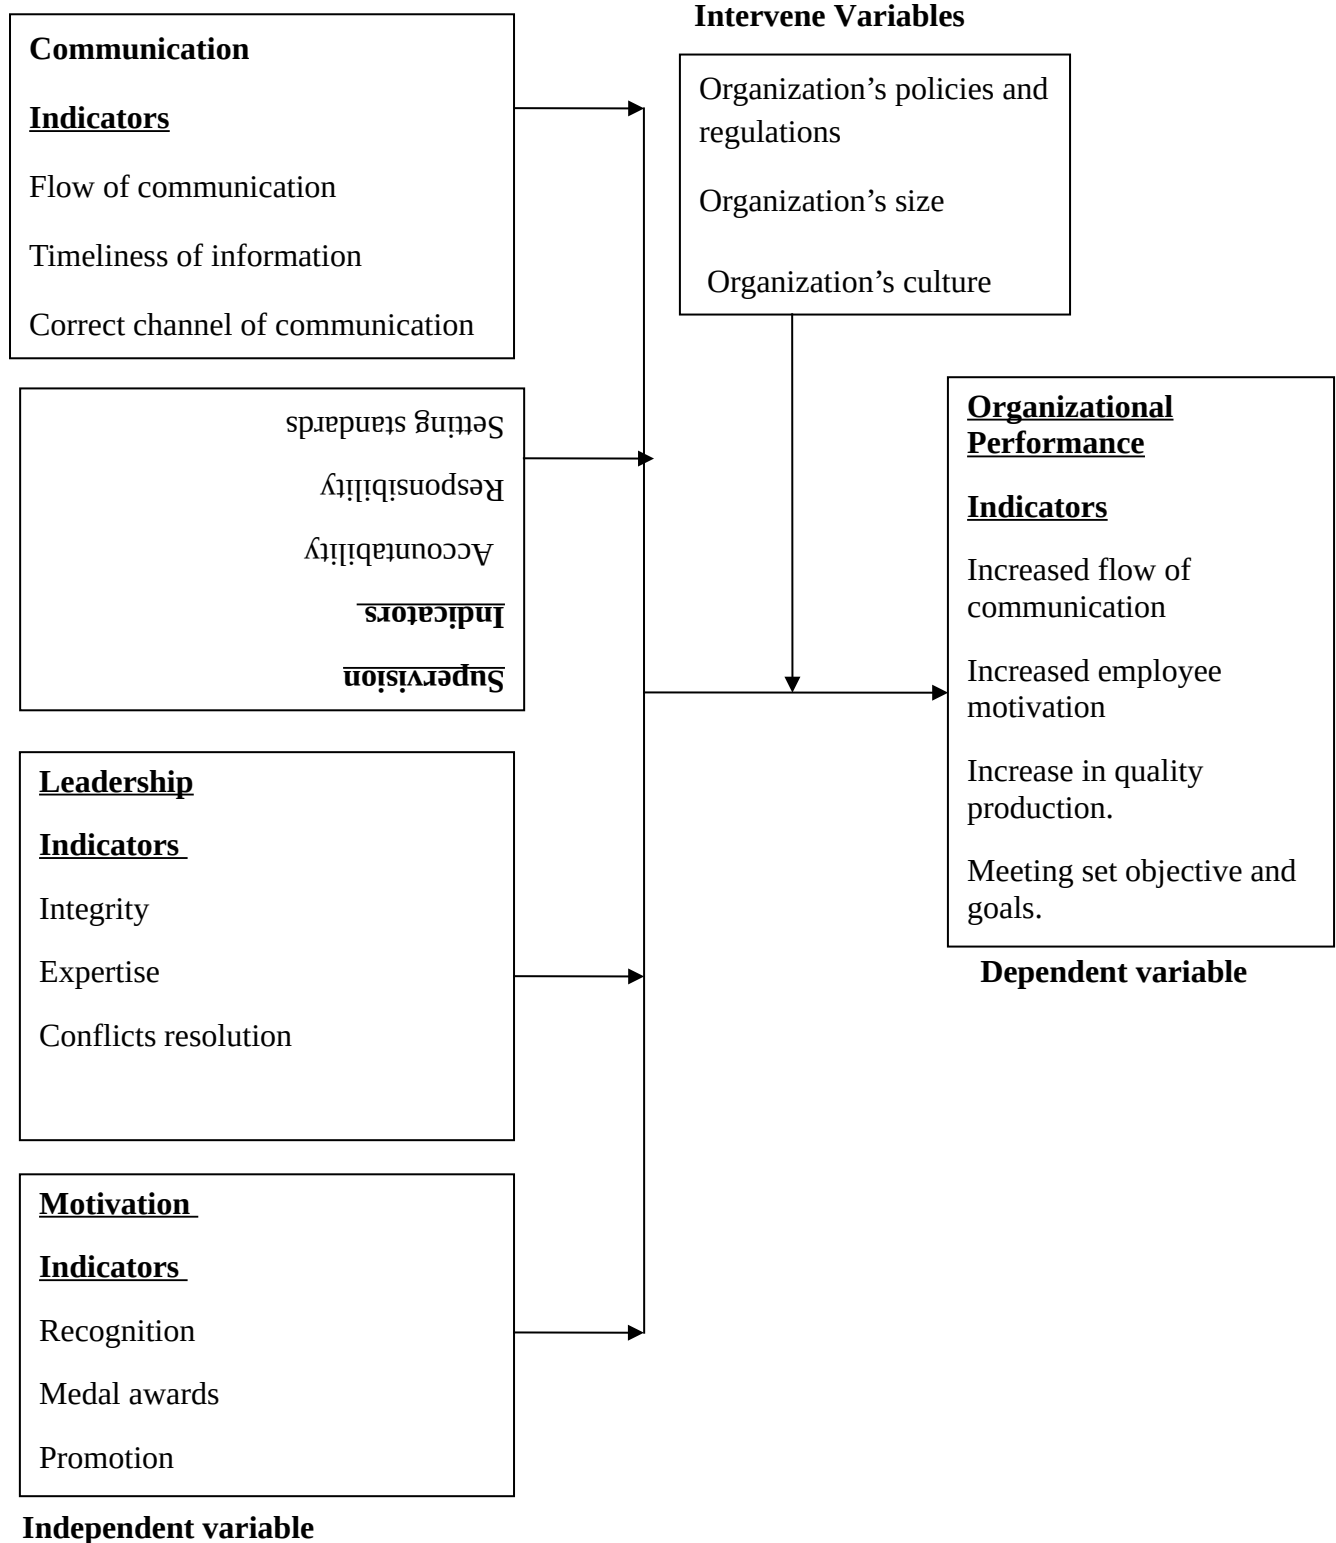 Intervene Variables
Communication
Indicators
Flow of communication
Timeliness of information
Correct channel of communication
Organization’s policies and
regulations
Organization’s size
Organization’s culture
Supervision
Indicators
Accountability
Responsibility
Setting standards
Organizational
Performance
Indicators
Increased flow of
communication
Increased employee
motivation
Increase in quality
production.
Meeting set objective and
goals.
Dependent variable
Leadership
Indicators
Integrity
Expertise
Conflicts resolution
Motivation
Indicators
Recognition
Medal awards
Promotion
Independent variable